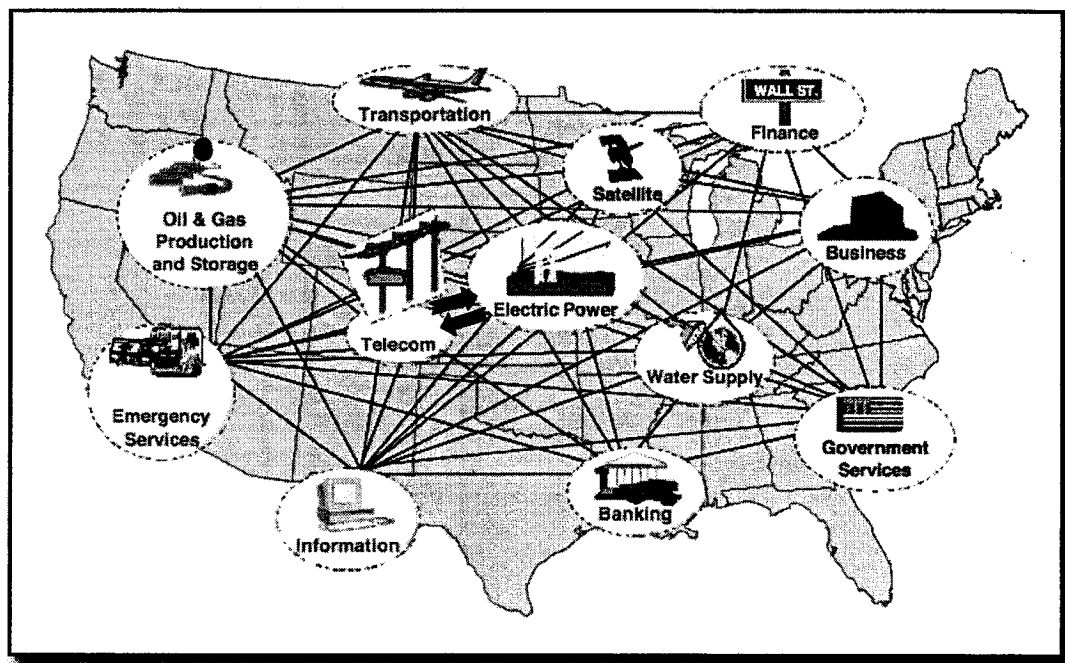 Transportation
WALL ST.
Finance
Satellite
Oil & Gas
Production
and Storage
Business
Electric Power
Telecom
Water Supply
Emergency
Services
Government
Services
Banking
Information